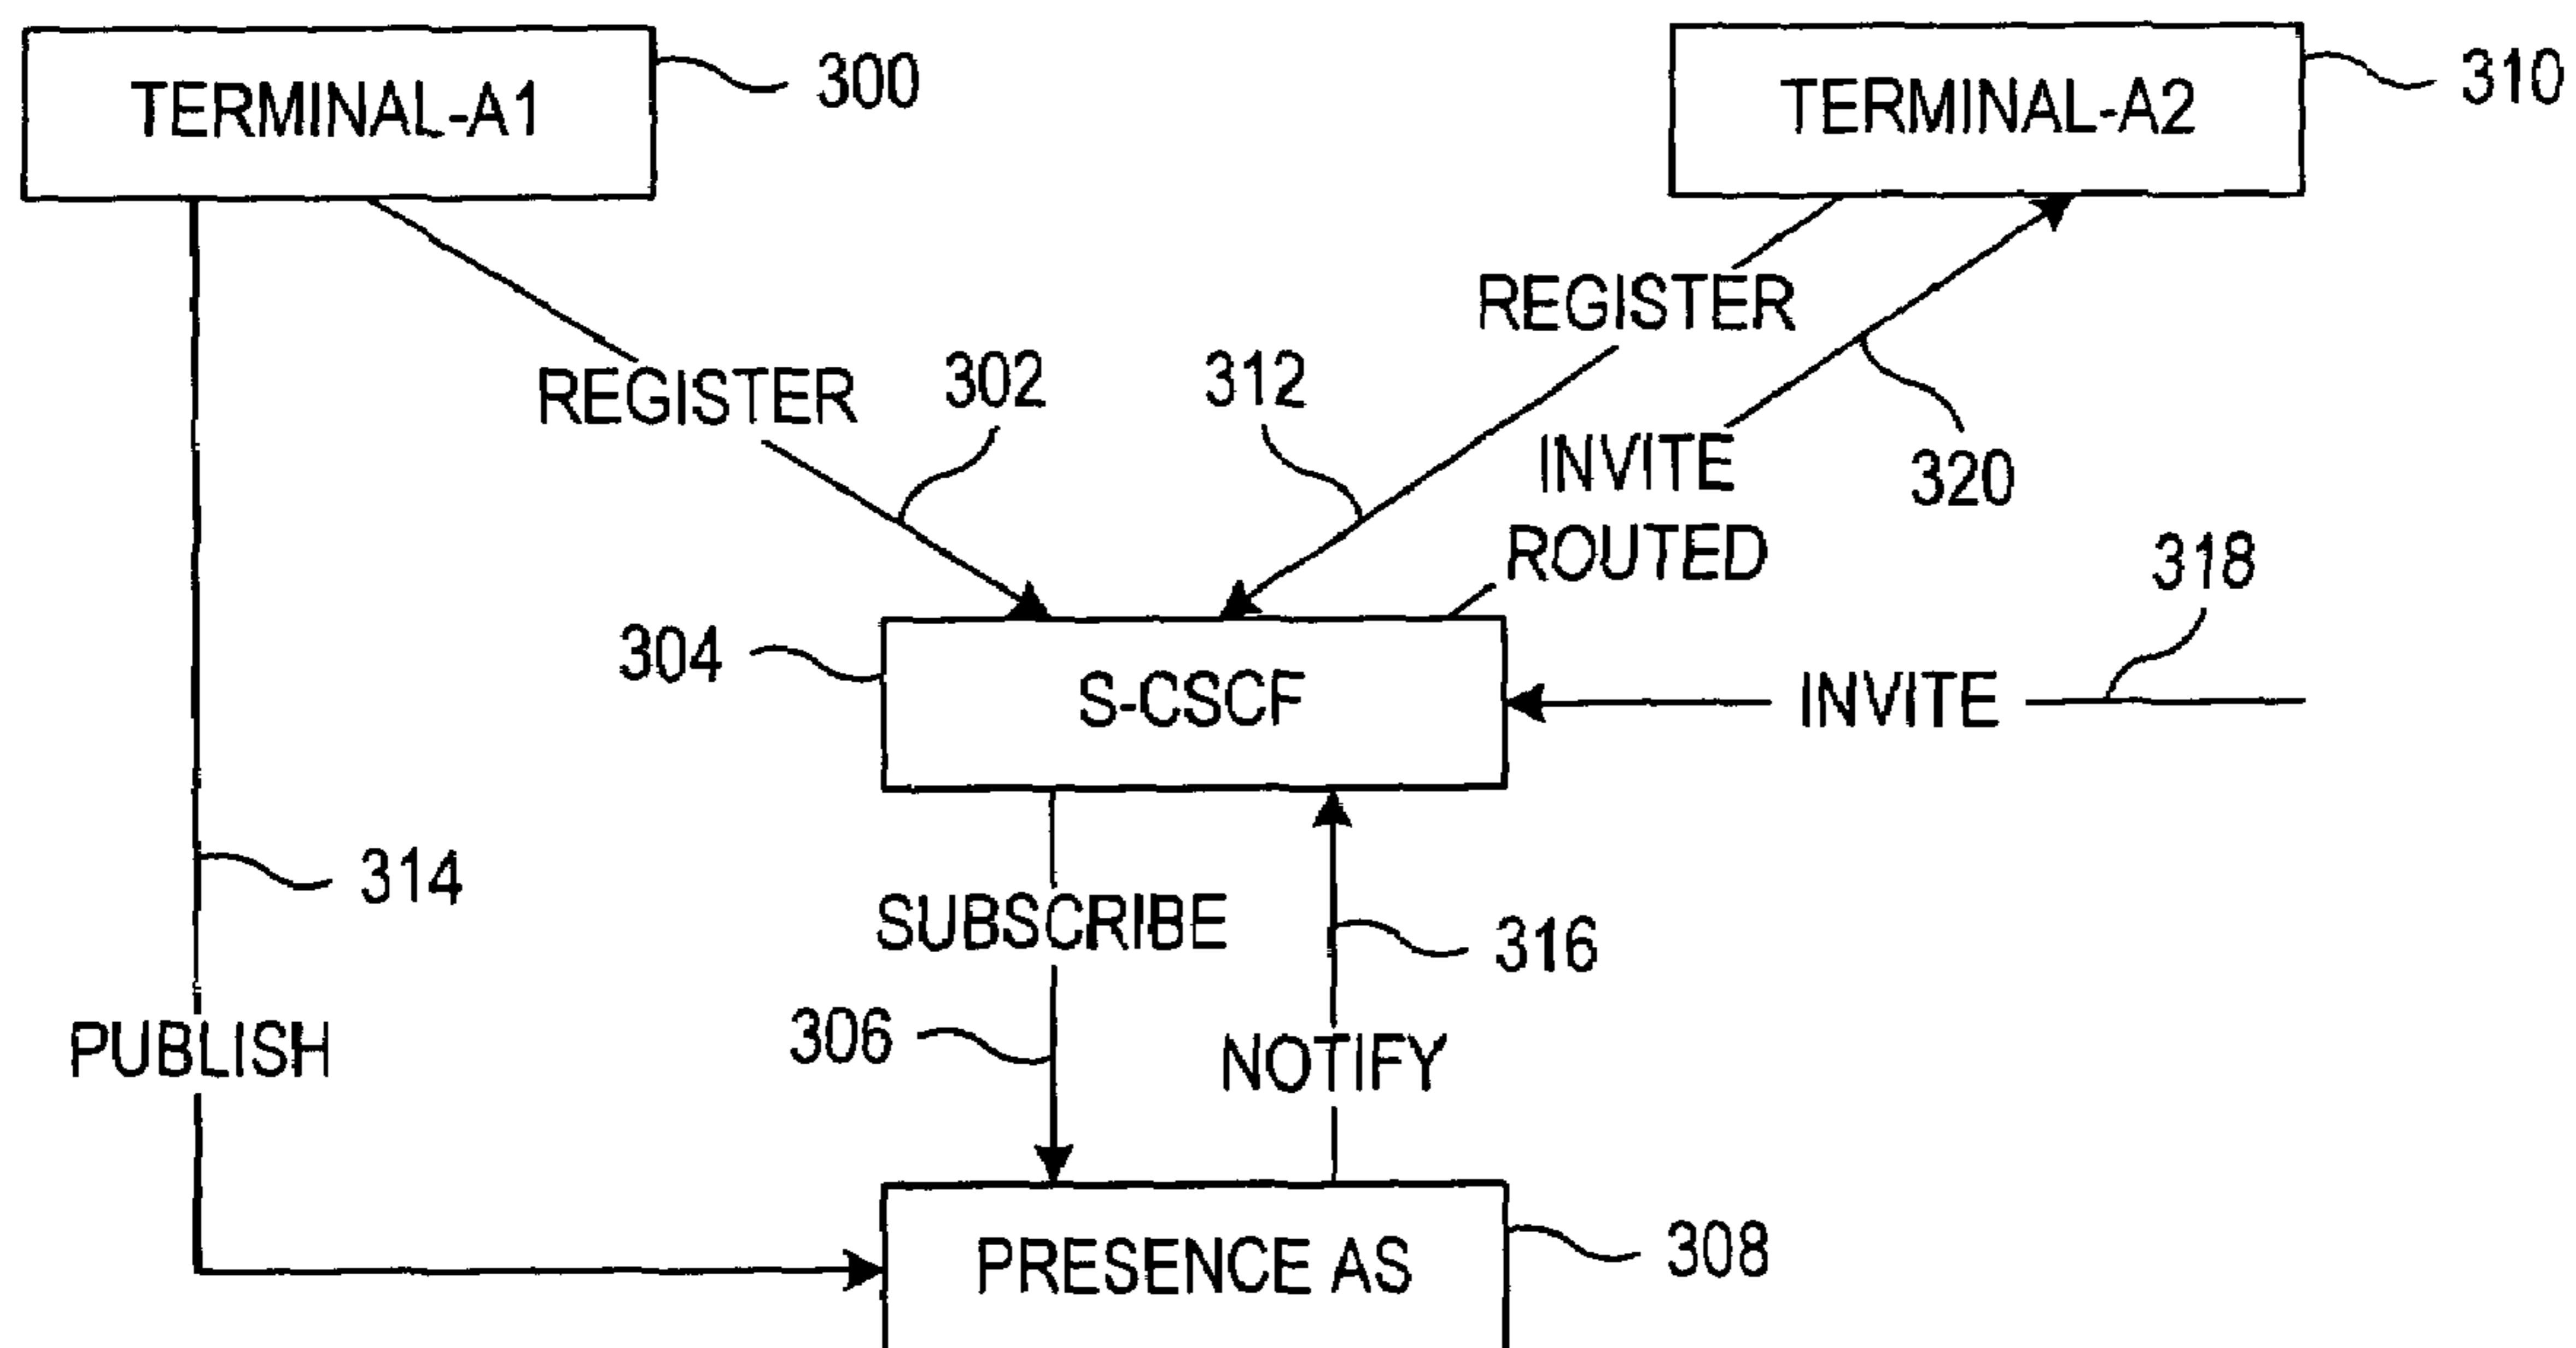 TERMINAL-A1
300
TERMINAL-A2
310
REGISTER
302
312
REGISTER
INVITE
ROUTED
320
318
304
S-CSCF
INVITE
314
SUBSCRIBE
316
PUBLISH
306
NOTIFY
PRESENCE AS
308